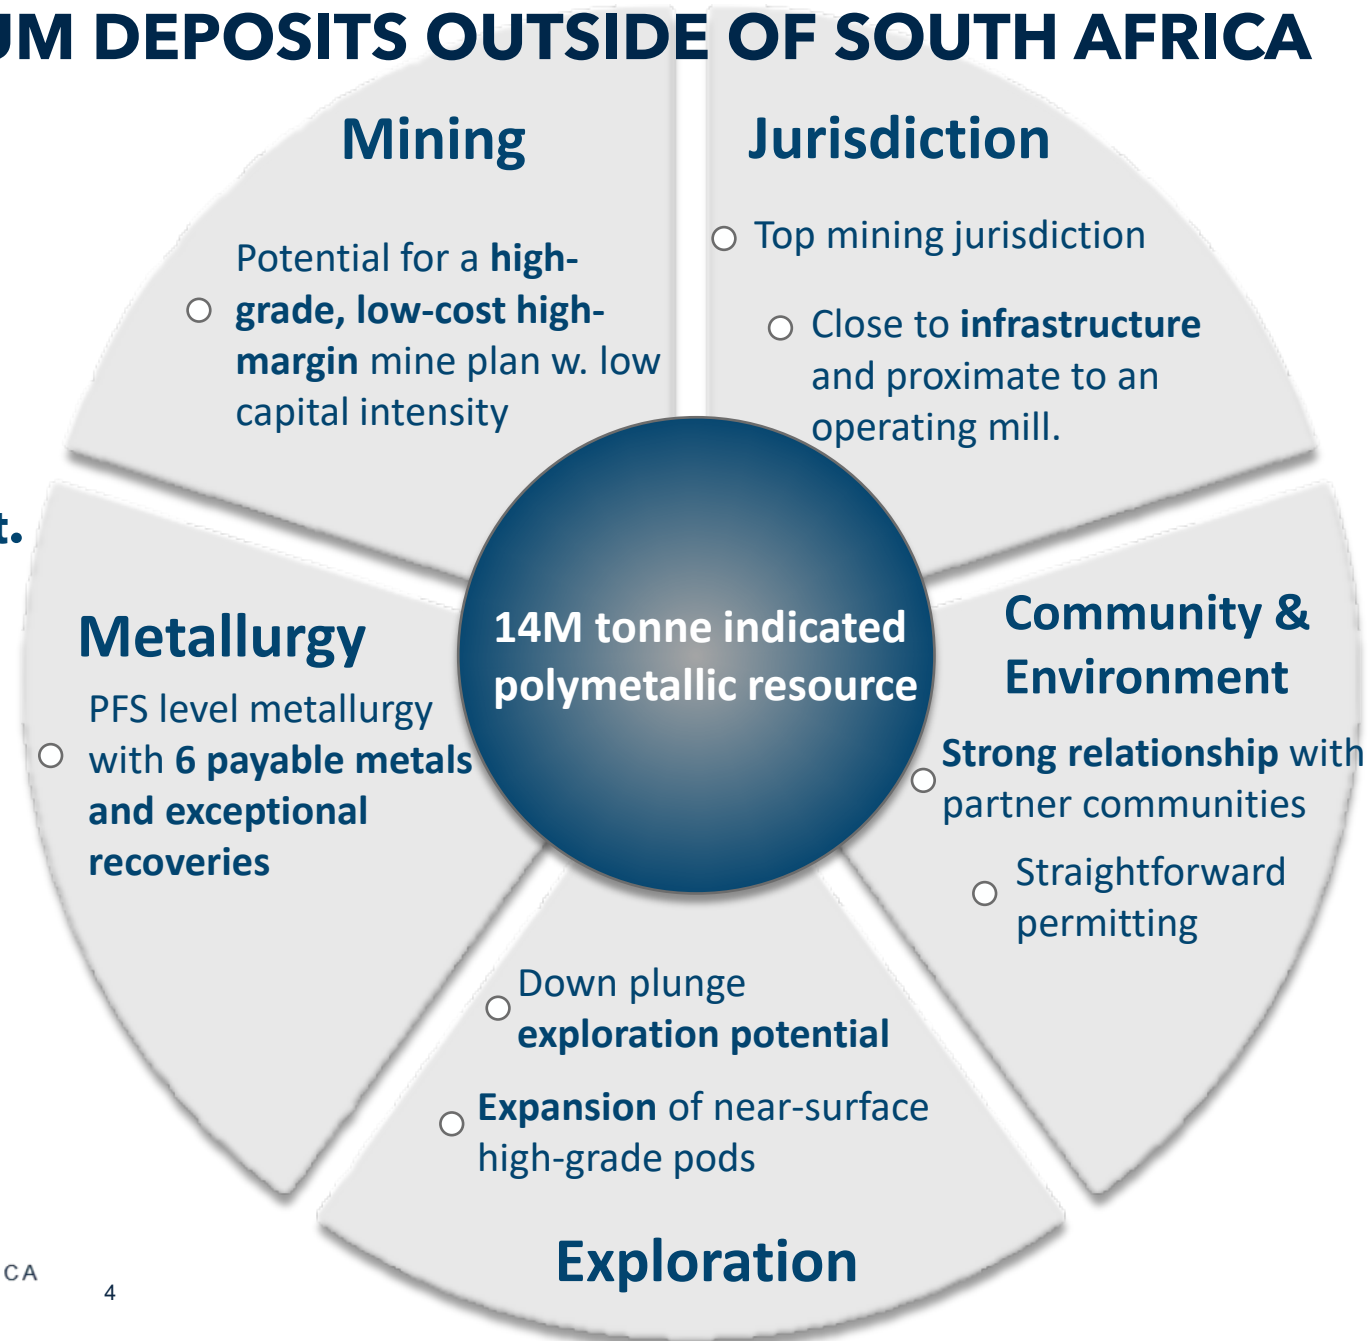 UM DEPOSITS OUTSIDE OF SOUTH AFRICA
Mining
Potential for a high-
grade, low-cost high-
margin mine plan w. low
capital intensity
Jurisdiction
Top mining jurisdiction
Close to infrastructure
and proximate to an
operating mill.
t.
Metallurgy
PFS level metallurgy
with 6 payable metals
and exceptional
recoveries
14M tonne indicated
polymetallic resource
Community &
Environment
Strong relationship with
partner communities
Straightforward
permitting
Down plunge
exploration potential
Expansion of near-surface
high-grade pods
Exploration
CA
4